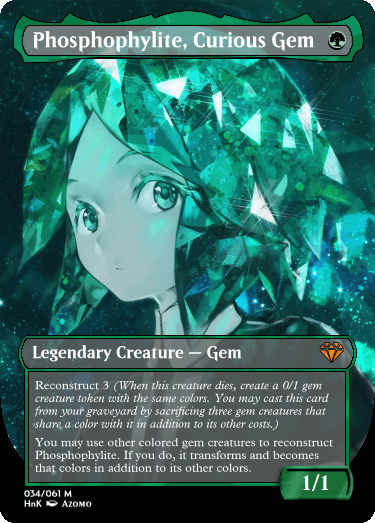 Phosphophylite, Curious Gem
Legendary Creature — Gem
Reconstruct 3 (When this creature dies, create a 0/1 gem
creature token with the same colors. You may cast this card
from your graveyard by sacrificing three gem creatures that
share a color with it in addition to its other costs.)
You may use other colored gem creatures to reconstruct
Phosphophylite. If you do, it transforms and becomes
that colors in addition to its other colors.
1/1
034/061 M
HnK Azomo